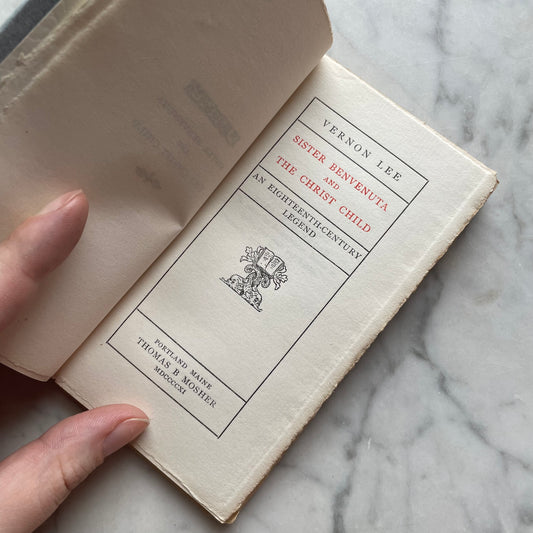 VERNON LEE
SISTER BENVENUTA
AND
THE CHRIST CHILD
AN EIGHTEENTH-CENTURY
LEGEND
PORTLAND MAINE
THOMAS B MOSHER
MDCCCCXI